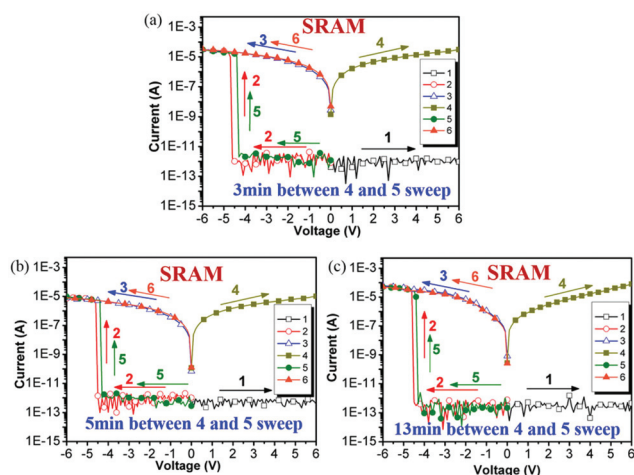 (a)
SRAM
3
6
4
2
5
2
5
1
3min between 4 and 5 sweep
1
2
3
4
5
6
Current (A)
1E-3
1E-5
1E-7
1E-9
1E-11
1E-13
1E-15
-6 -5 -4 -3 -2 -1 0 1 2 3 4 5 6
Voltage (V)
(b)
SRAM
3
6
4
2
5
2
5
1
5min between 4 and 5 sweep
1
2
3
4
5
6
Current (A)
1E-3
1E-5
1E-7
1E-9
1E-11
1E-13
1E-15
-6 -5 -4 -3 -2 -1 0 1 2 3 4 5 6
Voltage (V)
(c)
SRAM
3
6
4
2
5
2
5
1
13min between 4 and 5 sweep
1
2
3
4
5
6
Current (A)
1E-3
1E-5
1E-7
1E-9
1E-11
1E-13
1E-15
-6 -5 -4 -3 -2 -1 0 1 2 3 4 5 6
Voltage (V)